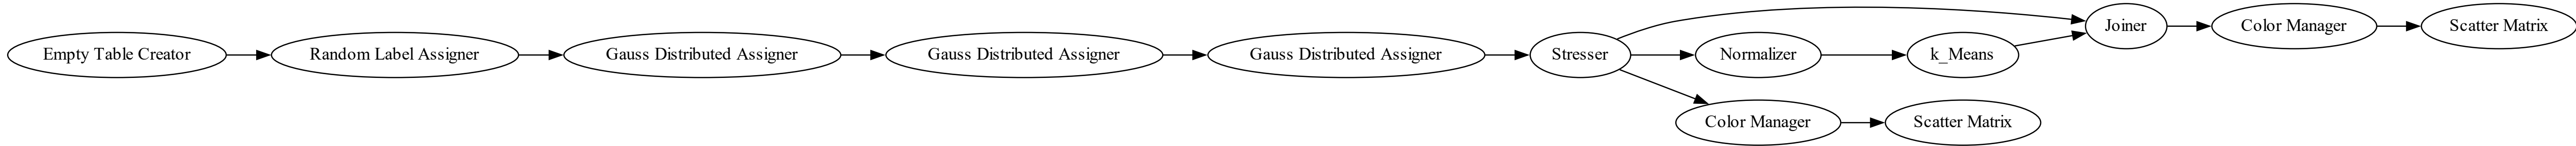 Empty Table Creator
Random Label Assigner
Gauss Distributed Assigner
Gauss Distributed Assigner
Gauss Distributed Assigner
Stresser
Normalizer
k_Means
Joiner
Color Manager
Scatter Matrix
Color Manager
Scatter Matrix